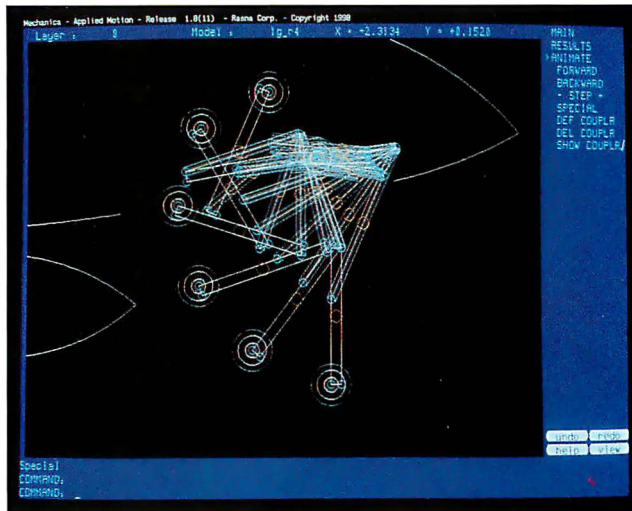 Mechanica - Applied Motion - Release 1.0(11) - Rasna Corp. - Copyright 1990
Layer : 0 Model : lg_r4 X = +2.3134 Y = +0.1520
MAIN
RESULTS
>ANIMATE
FORWARD
BACKWARD
- STEP -
SPECIAL
DEF COUPLR
DEL COUPLR
SHOW COUPLR/
undo redo
help view
Special
COMMAND:
COMMAND: